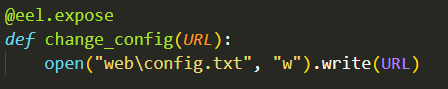 @eel.expose
def change_config(URL):
    open("web\config.txt", "w").write(URL)